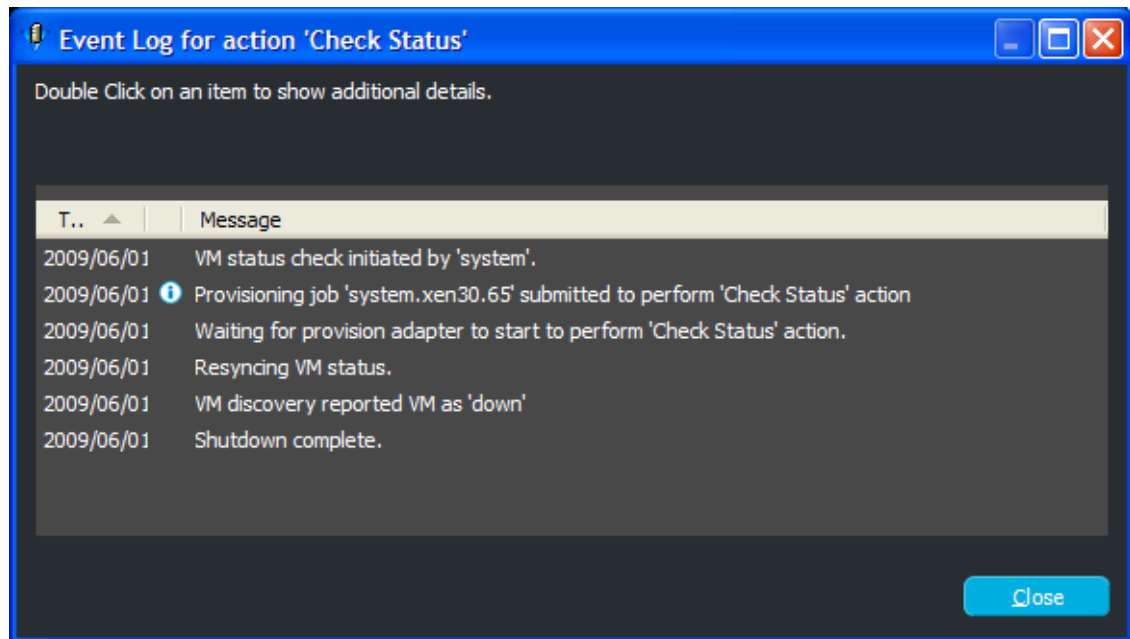 Event Log for action 'Check Status'
Double Click on an item to show additional details.
T.. Message
2009/06/01 VM status check initiated by 'system'.
2009/06/01 Provisioning job 'system.xen30.65' submitted to perform 'Check Status' action
2009/06/01 Waiting for provision adapter to start to perform 'Check Status' action.
2009/06/01 Resyncing VM status.
2009/06/01 VM discovery reported VM as 'down'
2009/06/01 Shutdown complete.
Close